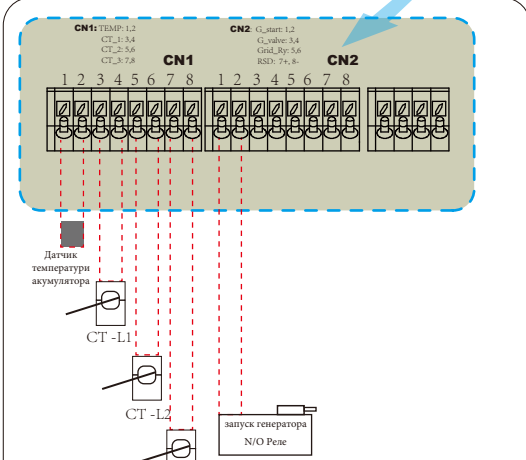 CN1: TEMP: 1,2
CT_1: 3,4
CT_2: 5,6
CT_3: 7,8
CN1
CN2: G_start: 1,2
G_valve: 3,4
Grid_Ry: 5,6
RSD: 7+, 8-
CN2
1 2 3 4 5 6 7 8
1 2 3 4 5 6 7 8
Датчик
температури
акумулятора
CT -L1
CT -L2
запуск генератора
N/O Реле